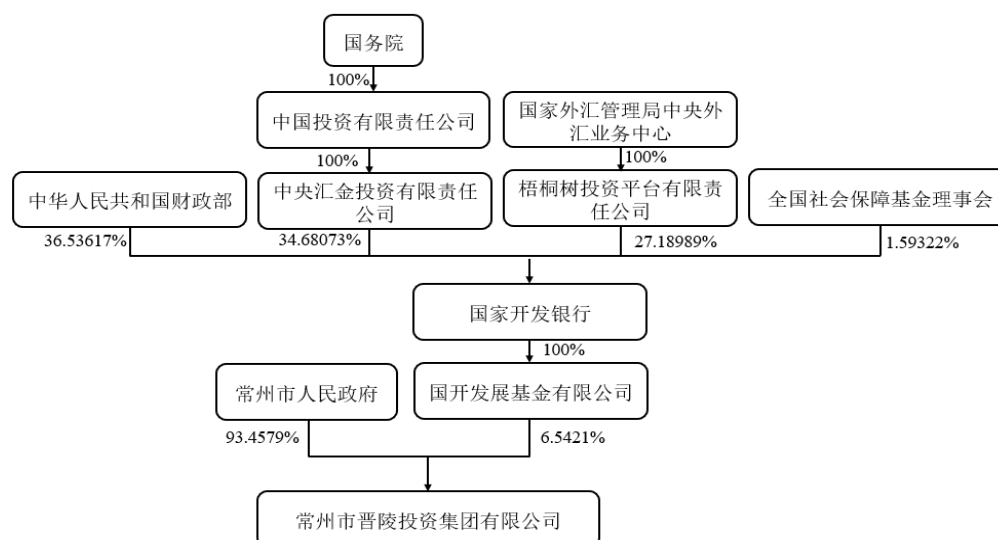 国务院
100%
中国投资有限责任公司
国家外汇管理局中央外
汇业务中心
100%
100%
中华人民共和国财政部
中央汇金投资有限责任
公司
梧桐树投资平台有限责
任公司
全国社会保障基金理事会
36.53617%
34.68073%
27.18989%
1.59322%
国家开发银行
100%
常州市人民政府
国开发展基金有限公司
93.4579%
6.5421%
常州市晋陵投资集团有限公司